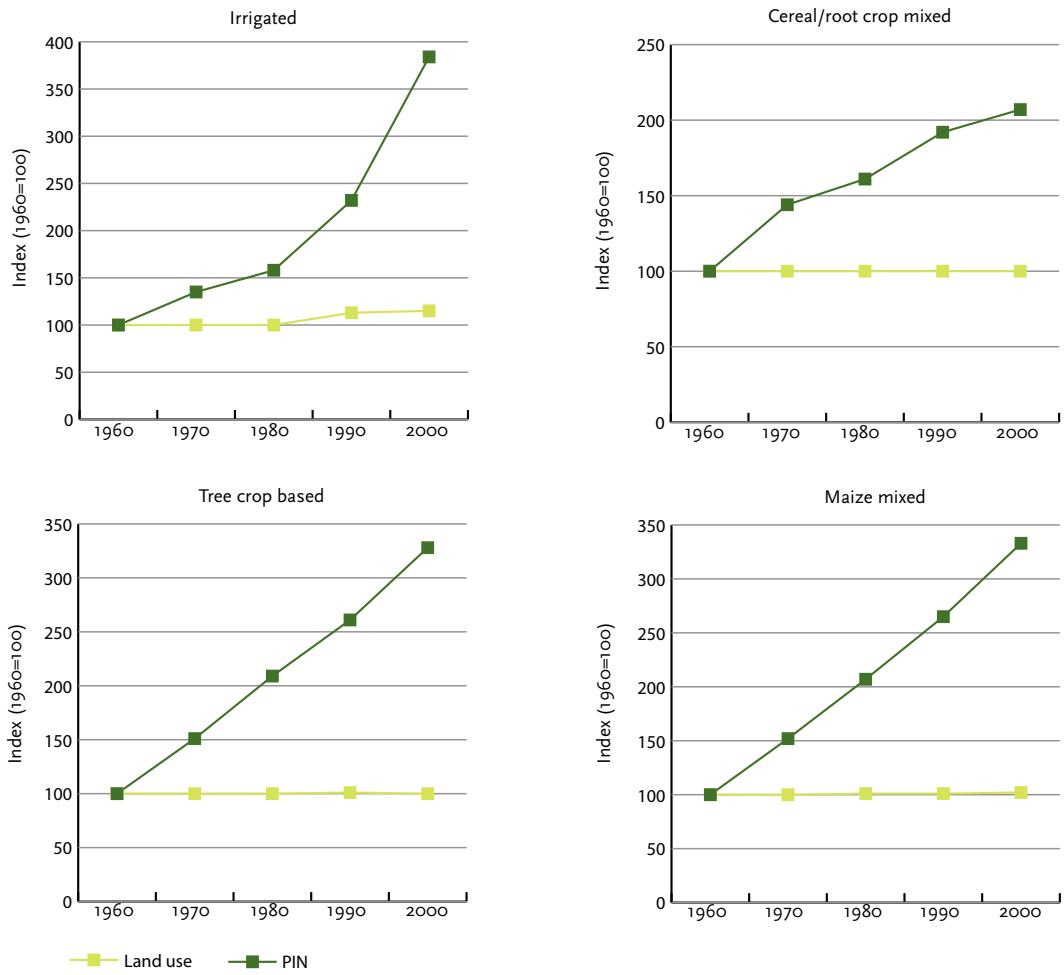 Irrigated
Index (1960=100)
400
350
300
250
200
150
100
50
0
1960 1970 1980 1990 2000
Cereal/root crop mixed
Index (1960=100)
250
200
150
100
50
0
1960 1970 1980 1990 2000
Tree crop based
Index (1960=100)
350
300
250
200
150
100
50
0
1960 1970 1980 1990 2000
Maize mixed
Index (1960=100)
350
300
250
200
150
100
50
0
1960 1970 1980 1990 2000
Land use PIN